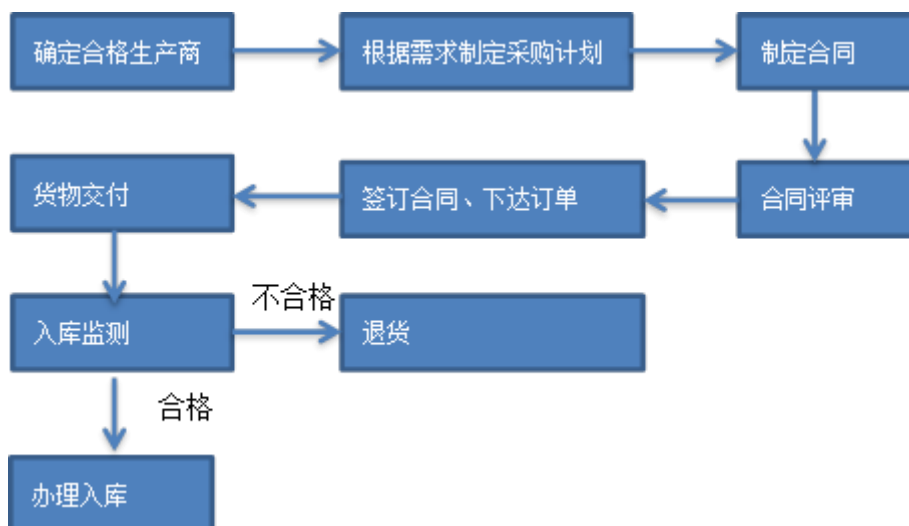 确定合格生产商
根据需求制定采购计划
制定合同
货物交付
签订合同、下达订单
合同评审
不合格
入库监测
退货
合格
办理入库